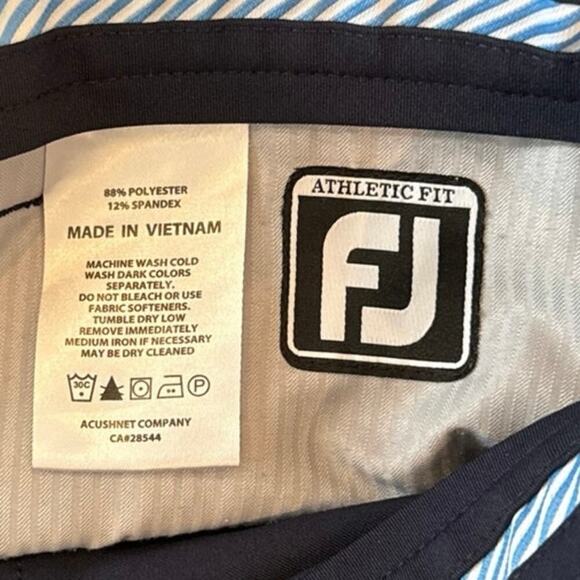 88% POLYESTER
12% SPANDEX
MADE IN VIETNAM
MACHINE WASH COLD
WASH DARK COLORS
SEPARATELY.
DO NOT BLEACH OR USE
FABRIC SOFTENERS.
TUMBLE DRY LOW
REMOVE IMMEDIATELY
MEDIUM IRON IF NECESSARY
MAY BE DRY CLEANED
30C
P
ACUSHNET COMPANY
CA#28544
ATHLETIC FIT
FJ